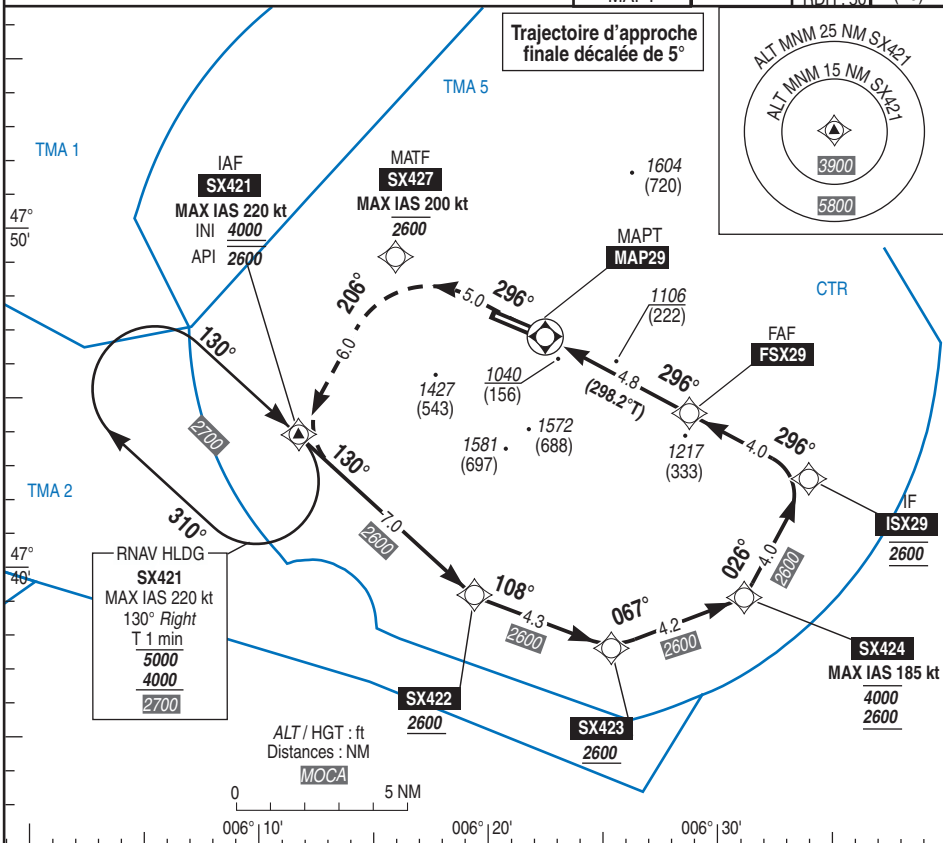 Trajectoire d'approche
finale décalée de 5°
ALT MNM 25 NM SX421
ALT MNM 15 NM SX421
3900
5800
TMA 5
TMA 1
IAF
SX421
MAX IAS 220 kt
INI 4000
API 2600
MATF
SX427
MAX IAS 200 kt
2600
1604
(720)
47°
50'
MAPT
MAP29
CTR
206°
5.0
296°
1106
(222)
FAF
FSX29
130°
6.0
1040
(156)
4.8
(298.2°T)
296°
1427
(543)
1572
(688)
1581
(697)
1217
(333)
4.0
296°
2700
130°
TMA 2
310°
7.0
2600
IF
ISX29
2600
47°
40'
RNAV HLDG
SX421
MAX IAS 220 kt
130° Right
T 1 min
5000
4000
2700
108°
4.3
2600
067°
4.2
2600
026°
4.0
2600
SX424
MAX IAS 185 kt
4000
2600
SX422
2600
SX423
2600
ALT / HGT : ft
Distances : NM
MOCA
0 5 NM
006° 10'
006° 20'
006° 30'